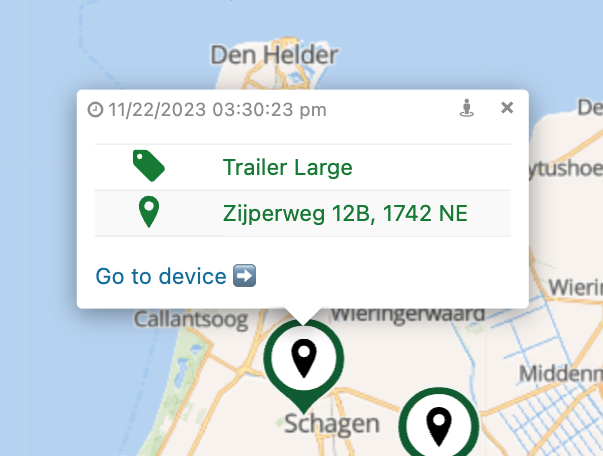 Den Helder
11/22/2023 03:30:23 pm
De
Trailer Large
ytushoe
Zijperweg 12B, 1742 NE
Go to device ➡️
Wierin
Callantsoog
Wieringerwaard
Middenm
Schagen